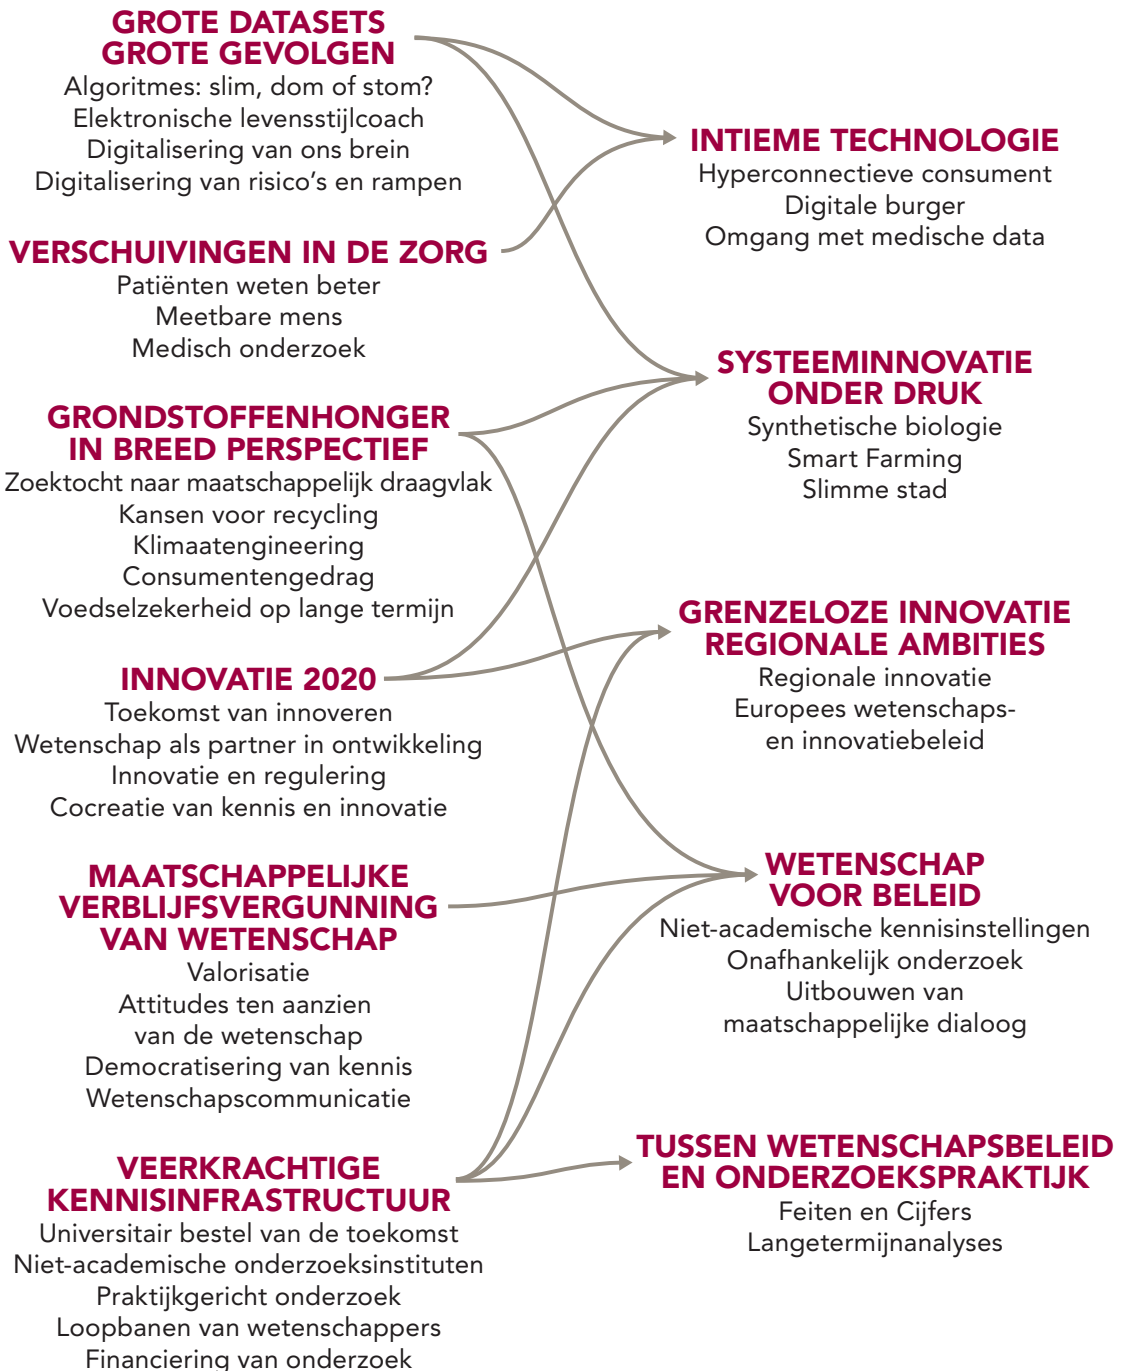 GROTE DATASETS
GROTE GEVOLGEN
Algoritmes: slim, dom of stom?
Elektronische levensstijlcoach
Digitalisering van ons brein
Digitalisering van risico’s en rampen
VERSCHUIVINGEN IN DE ZORG
Patiënten weten beter
Meetbare mens
Medisch onderzoek
GRONDSTOFFENHONGER
IN BREED PERSPECTIEF
Zoektocht naar maatschappelijk draagvlak
Kansen voor recycling
Klimaatengineering
Consumentengedrag
Voedselzekerheid op lange termijn
INNOVATIE 2020
Toekomst van innoveren
Wetenschap als partner in ontwikkeling
Innovatie en regulering
Cocreatie van kennis en innovatie
MAATSCHAPPELIJKE
VERBLIJFSVERGUNNING
VAN WETENSCHAP
Valorisatie
Attitudes ten aanzien
van de wetenschap
Democratisering van kennis
Wetenschapscommunicatie
VEERKRACHTIGE
KENNISINFRASTRUCTUUR
Universitair bestel van de toekomst
Niet-academische onderzoeksinstituten
Praktijkgericht onderzoek
Loopbanen van wetenschappers
Financiering van onderzoek
INTIEME TECHNOLOGIE
Hyperconnectieve consument
Digitale burger
Omgang met medische data
SYSTEEMINNOVATIE
ONDER DRUK
Synthetische biologie
Smart Farming
Slimme stad
GRENZELOZE INNOVATIE
REGIONALE AMBITIES
Regionale innovatie
Europees wetenschaps-
en innovatiebeleid
WETENSCHAP
VOOR BELEID
Niet-academische kennisinstellingen
Onafhankelijk onderzoek
Uitbouwen van
maatschappelijke dialoog
TUSSEN WETENSCHAPSBELEID
EN ONDERZOEKSPRAKTIJK
Feiten en Cijfers
Langetermijnanalyses